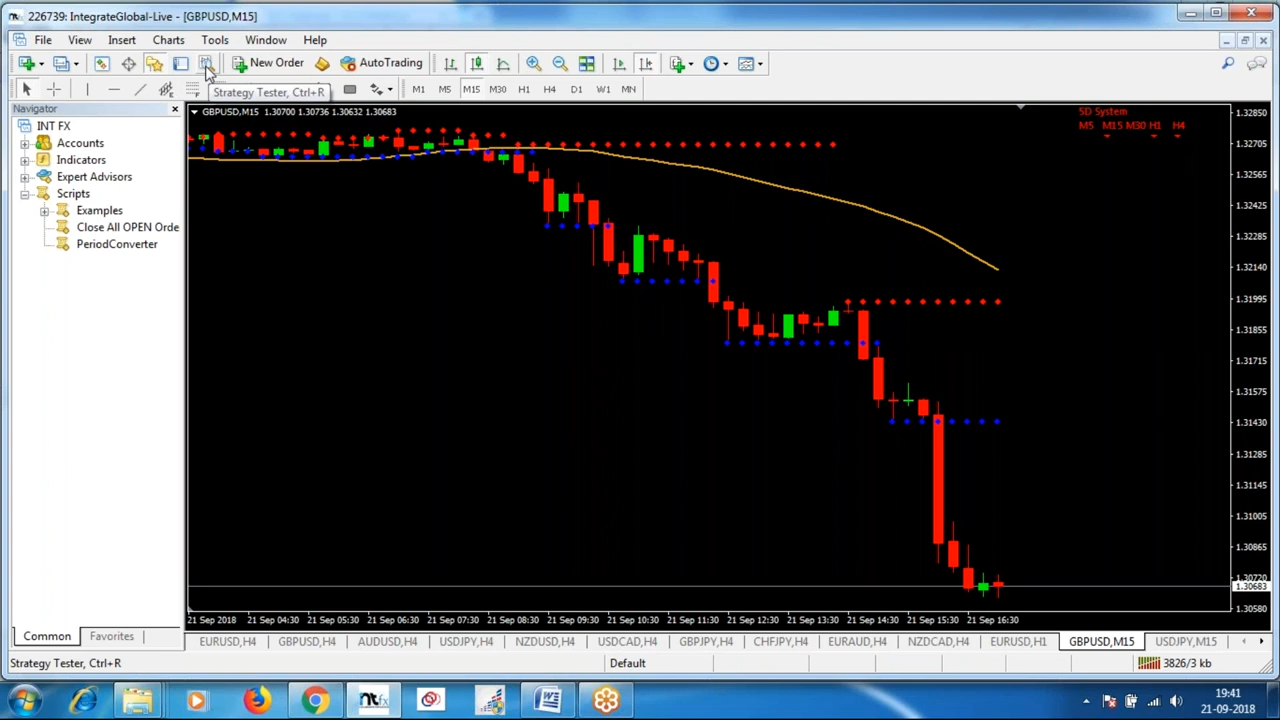 226739: IntegrateGlobal-Live - [GBPUSD,M15]
File View Insert Charts Tools Window Help
New Order AutoTrading
M1 M5 M15 M30 H1 H4 D1 W1 MN
Strategy Tester, Ctrl+R
Navigator
INT FX
Accounts
Indicators
Expert Advisors
Scripts
Examples
Close All OPEN Orde
PeriodConverter
Common Favorites
GBPUSD,M15 1.30700 1.30736 1.30632 1.30683
SD System
M5 M15 M30 H1 H4
1.32850
1.32705
1.32565
1.32425
1.32285
1.32140
1.31995
1.31855
1.31715
1.31575
1.31430
1.31285
1.31145
1.31005
1.30865
1.30720
1.30683
1.30580
21 Sep 2018 21 Sep 04:30 21 Sep 05:30 21 Sep 06:30 21 Sep 07:30 21 Sep 08:30 21 Sep 09:30 21 Sep 10:30 21 Sep 11:30 21 Sep 12:30 21 Sep 13:30 21 Sep 14:30 21 Sep 15:30 21 Sep 16:30
EURUSD,H4 GBPUSD,H4 AUDUSD,H4 USDJPY,H4 NZDUSD,H4 USDCAD,H4 GBPJPY,H4 CHFJPY,H4 EURAUD,H4 NZDCAD,H4 EURUSD,H1 GBPUSD,M15 USDJPY,M15
Strategy Tester, Ctrl+R Default 3826/3 kb
ntfx
19:41
21-09-2018